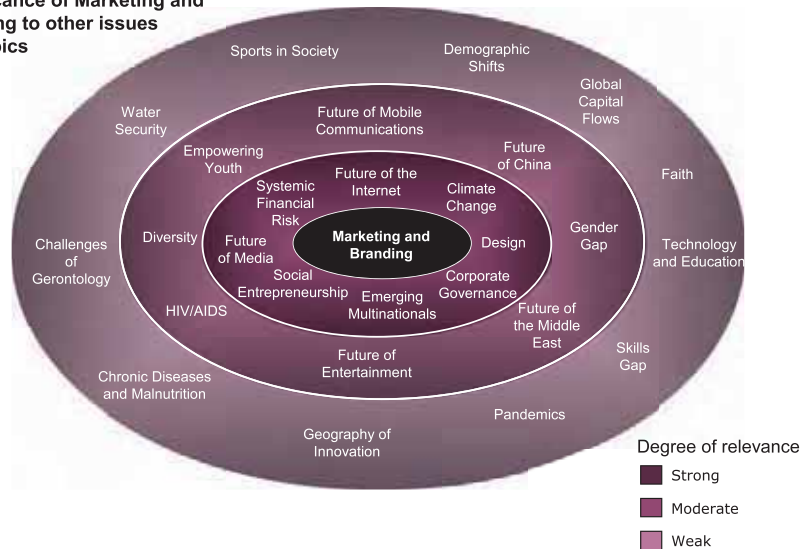 Marketing and
to other issues
Sports in Society
Demographic
Shifts
Global
Capital
Flows
Water
Security
Future of Mobile
Communications
Empowering
Youth
Future
of China
Faith
Future of the
Internet
Systemic
Financial
Risk
Climate
Change
Diversity
Future
of Media
Marketing and
Branding
Design
Gender
Gap
Challenges
of
Gerontology
Technology
and Education
Social
Entrepreneurship
Corporate
Governance
Emerging
Multinationals
HIV/AIDS
Future of
the Middle
East
Future of
Entertainment
Skills
Gap
Chronic Diseases
and Malnutrition
Pandemics
Geography of
Innovation
Degree of relevance
Strong
Moderate
Weak